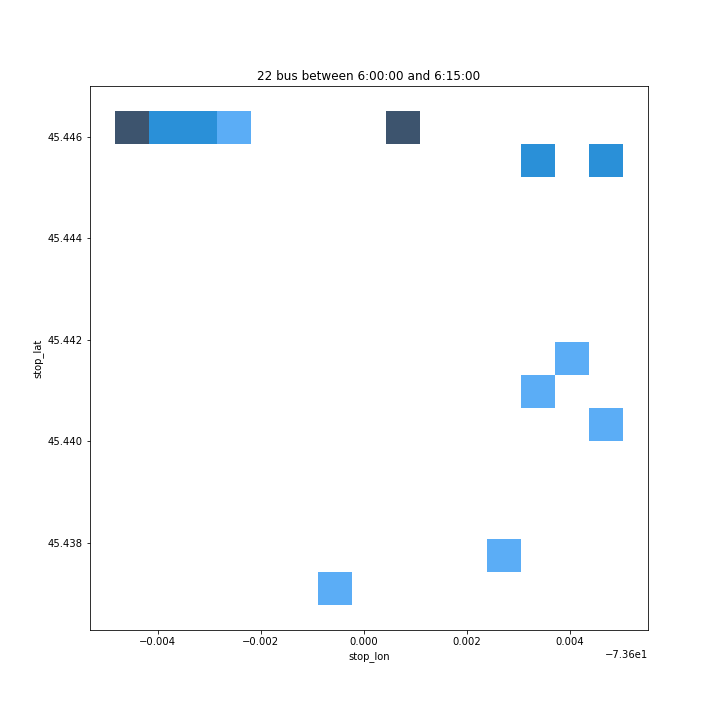 22 bus between 6:00:00 and 6:15:00
45.446
45.444
45.442
45.440
45.438
stop_lat
−0.004 −0.002 0.000 0.002 0.004
stop_lon
−7.36e1